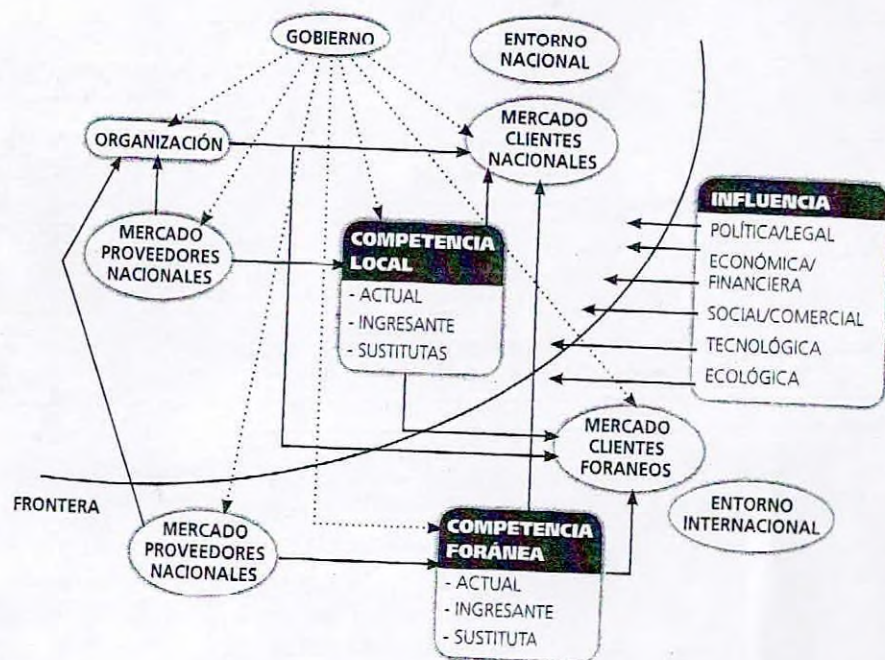 GOBIERNO
ENTORNO
NACIONAL
MERCADO
CLIENTES
NACIONALES
ORGANIZACIÓN
MERCADO
PROVEEDORES
NACIONALES
COMPETENCIA
LOCAL
- ACTUAL
- INGRESANTE
- SUSTITUTAS
INFLUENCIA
POLÍTICA/LEGAL
ECONÓMICA/
FINANCIERA
SOCIAL/COMERCIAL
TECNOLÓGICA
ECOLÓGICA
MERCADO
CLIENTES
FORANEOS
FRONTERA
MERCADO
PROVEEDORES
NACIONALES
COMPETENCIA
FORÁNEA
- ACTUAL
- INGRESANTE
- SUSTITUTA
ENTORNO
INTERNACIONAL